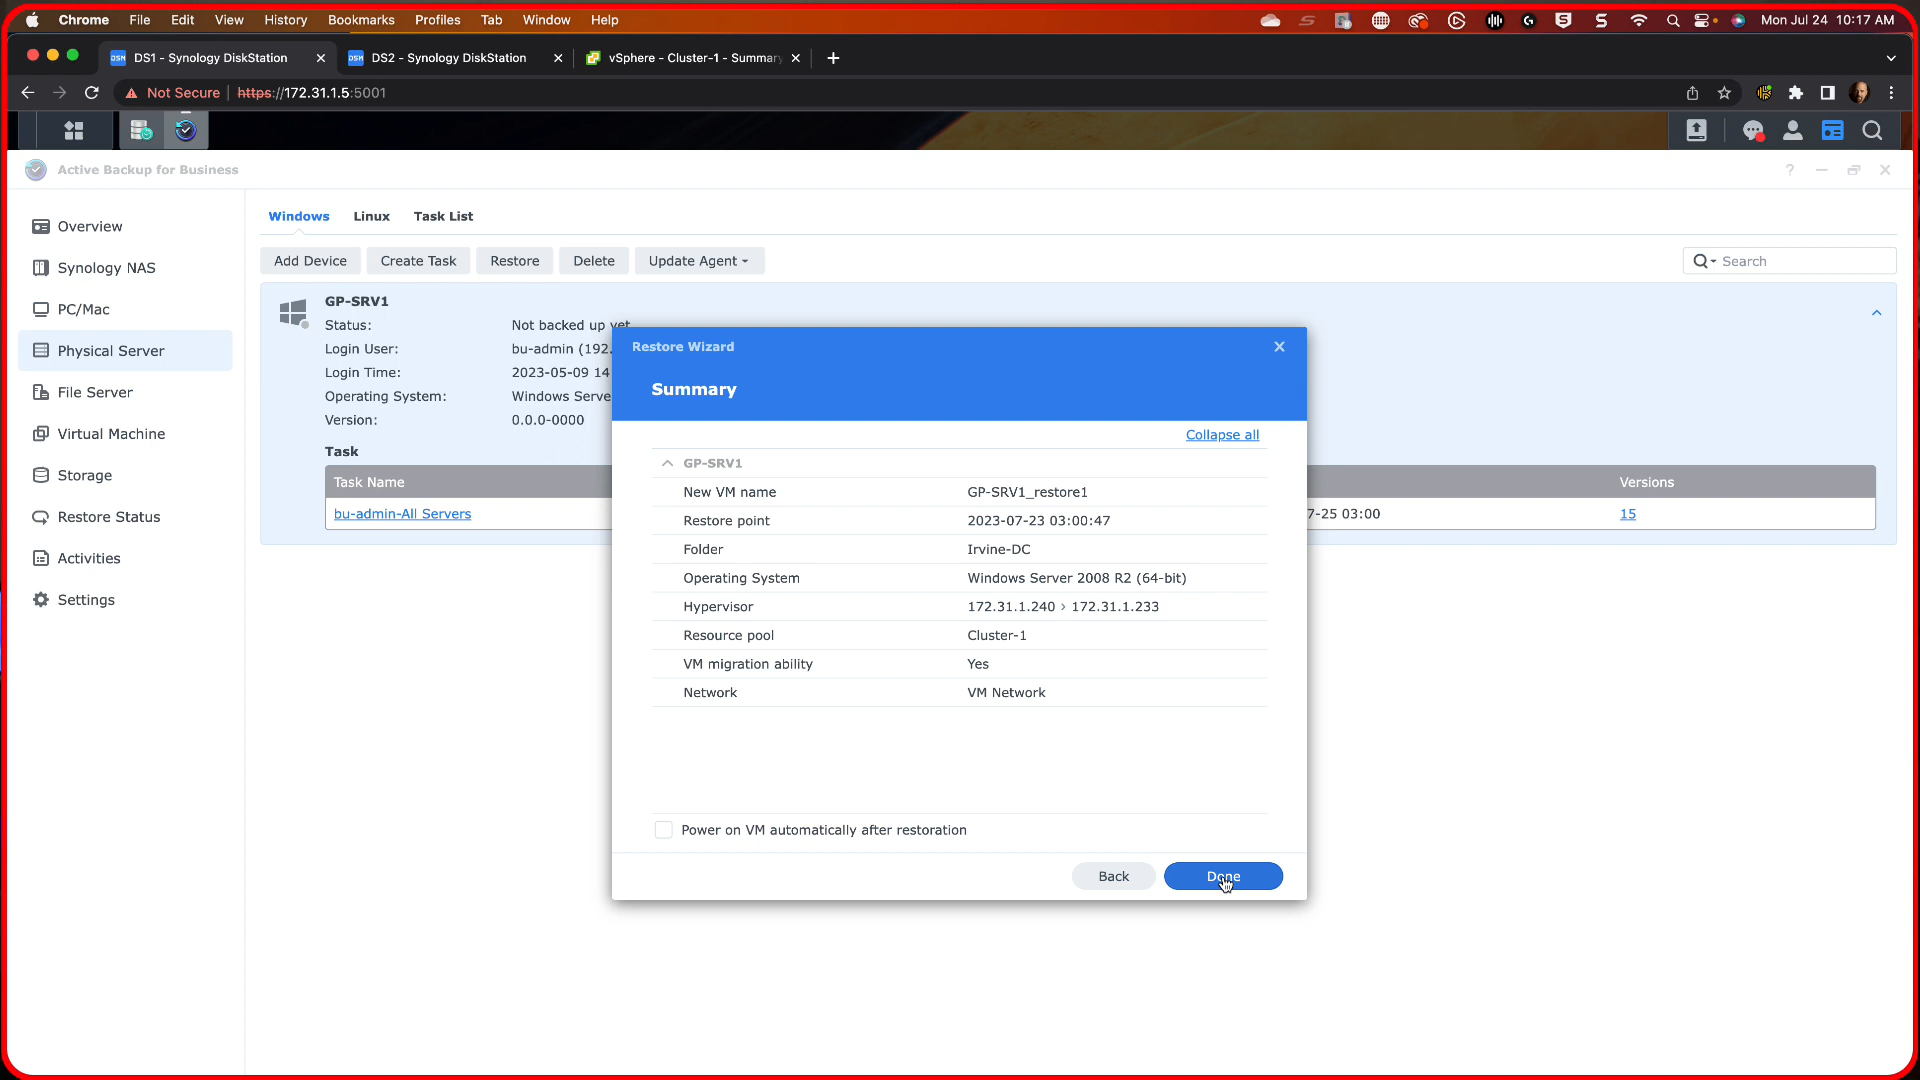 Chrome File Edit View History Bookmarks Profiles Tab Window Help Mon Jul 24 10:17 AM
DS1 - Synology DiskStation DS2 - Synology DiskStation vSphere - Cluster-1 - Summary
Not Secure https://172.31.1.5:5001
Active Backup for Business
Overview
Synology NAS
PC/Mac
Physical Server
File Server
Virtual Machine
Storage
Restore Status
Activities
Settings
Windows Linux Task List
Add Device Create Task Restore Delete Update Agent Search
GP-SRV1
Status: Not backed up yet
Login User: bu-admin (192.
Login Time: 2023-05-09 14
Operating System: Windows Serve
Version: 0.0.0-0000
Task
Task Name Versions
bu-admin-All Servers 7-25 03:00 15
Restore Wizard
Summary
Collapse all
GP-SRV1
New VM name GP-SRV1_restore1
Restore point 2023-07-23 03:00:47
Folder Irvine-DC
Operating System Windows Server 2008 R2 (64-bit)
Hypervisor 172.31.1.240 > 172.31.1.233
Resource pool Cluster-1
VM migration ability Yes
Network VM Network
Power on VM automatically after restoration
Back Done